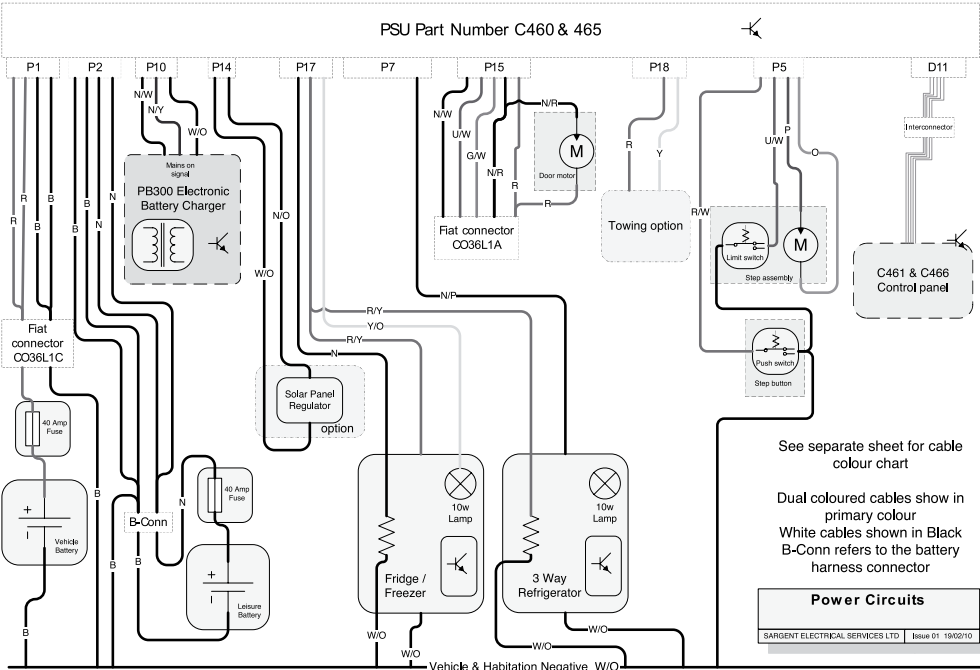 PSU Part Number C460 & 465
P1
P2
P10
P14
P17
P7
P15
P18
P5
D11
N/W
N/Y
W/O
Mains on
signal
PB300 Electronic
Battery Charger
R
R
B
B
B
B
N
N
N/O
W/O
N/W
U/W
G/W
N/R
R
N/R
M
Door motor
R
Fiat connector
CO36L1A
R
Y
Towing option
R/W
U/W
P
O
Limit switch
M
Step assembly
Interconnector
C461 & C466
Control panel
N/P
R/Y
Y/O
R/Y
N
Push switch
Step button
Fiat
connector
CO36L1C
Solar Panel
Regulator
option
40 Amp
Fuse
+
Vehicle
Battery
B
B-Conn
N
40 Amp
Fuse
B
B
+
Leisure
Battery
B
10w
Lamp
Fridge /
Freezer
10w
Lamp
3 Way
Refrigerator
W/O
W/O
W/O
W/O
Vehicle & Habitation Negative W/O
See separate sheet for cable
colour chart
Dual coloured cables show in
primary colour
White cables shown in Black
B-Conn refers to the battery
harness connector
Power Circuits
SARGENT ELECTRICAL SERVICES LTD
Issue 01 19/02/10